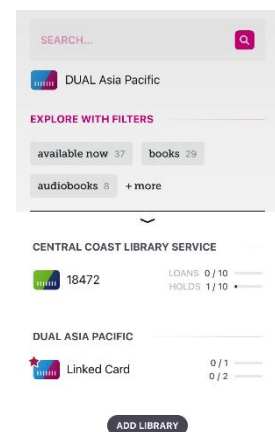 SEARCH...
DUAL Asia Pacific
EXPLORE WITH FILTERS
available now 37 books 29
audiobooks 8 + more
CENTRAL COAST LIBRARY SERVICE
18472 LOANS 0 / 10
HOLDS 1 / 10
DUAL ASIA PACIFIC
Linked Card 0 / 1
0 / 2
ADD LIBRARY